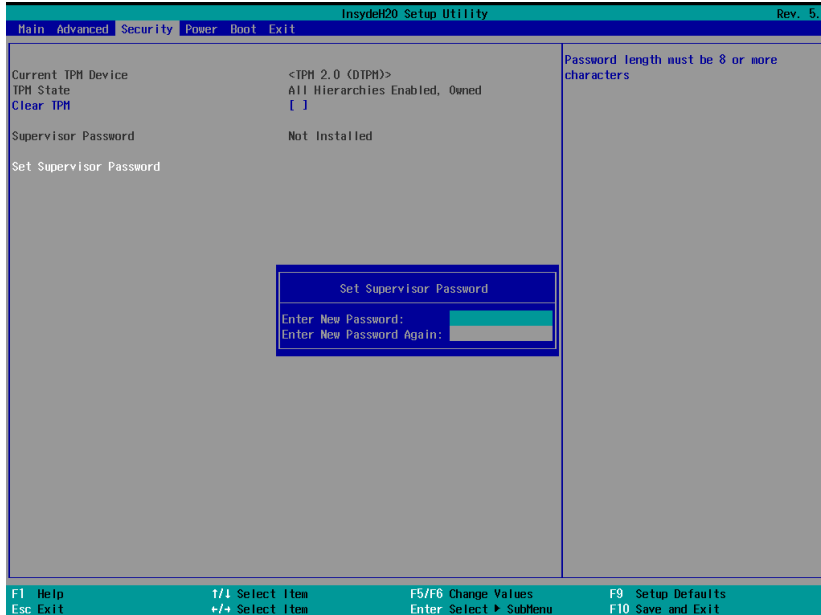 InsydeH20 Setup Utility Rev. 5.
Main Advanced Security Power Boot Exit
Password length must be 8 or more
characters
Current TPM Device <TPM 2.0 (DTPM)>
TPM State All Hierarchies Enabled, Owned
Clear TPM [ ]
Supervisor Password Not Installed
Set Supervisor Password
Set Supervisor Password
Enter New Password:
Enter New Password Again:
F1 Help ↑/↓ Select Item F5/F6 Change Values F9 Setup Defaults
Esc Exit ←/→ Select Item Enter Select ▶ SubMenu F10 Save and Exit